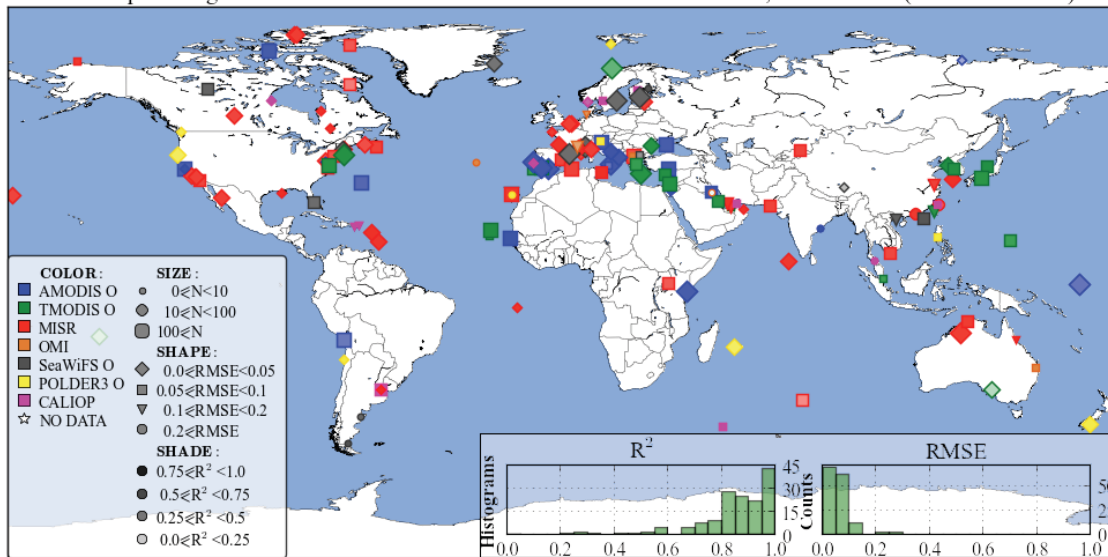 COLOR :
AMODIS O
TMODIS O
MISR
OMI
SeaWiFS O
POLDER3 O
CALIOP
NO DATA
SIZE :
0⩽N<10
10⩽N<100
100⩽N
SHAPE :
0.0⩽RMSE<0.05
0.05⩽RMSE<0.1
0.1⩽RMSE<0.2
0.2⩽RMSE
SHADE :
0.75⩽R² <1.0
0.5⩽R² <0.75
0.25⩽R² <0.5
0.0⩽R² <0.25
R²
Histograms
45
30
15
0
0.0 0.2 0.4 0.6 0.8 1.0
RMSE
Counts
0.0 0.2 0.4 0.6 0.8 1.0